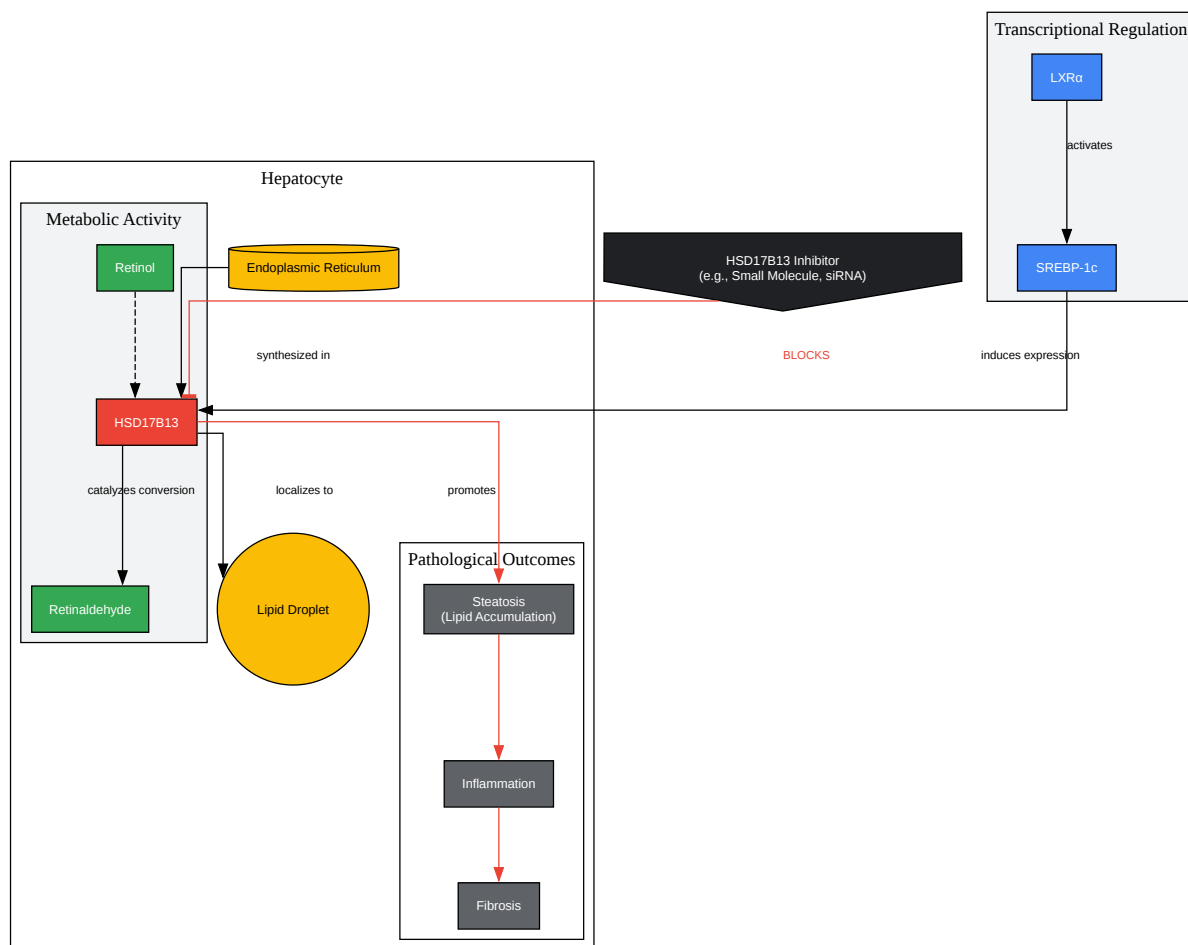 Transcriptional Regulation
LXRα
activates
SREBP-1c
induces expression
Hepatocyte
Metabolic Activity
Retinol
Endoplasmic Reticulum
HSD17B13 Inhibitor
(e.g., Small Molecule, siRNA)
synthesized in
BLOCKS
HSD17B13
catalyzes conversion
localizes to
promotes
Pathological Outcomes
Retinaldehyde
Lipid Droplet
Steatosis
(Lipid Accumulation)
Inflammation
Fibrosis